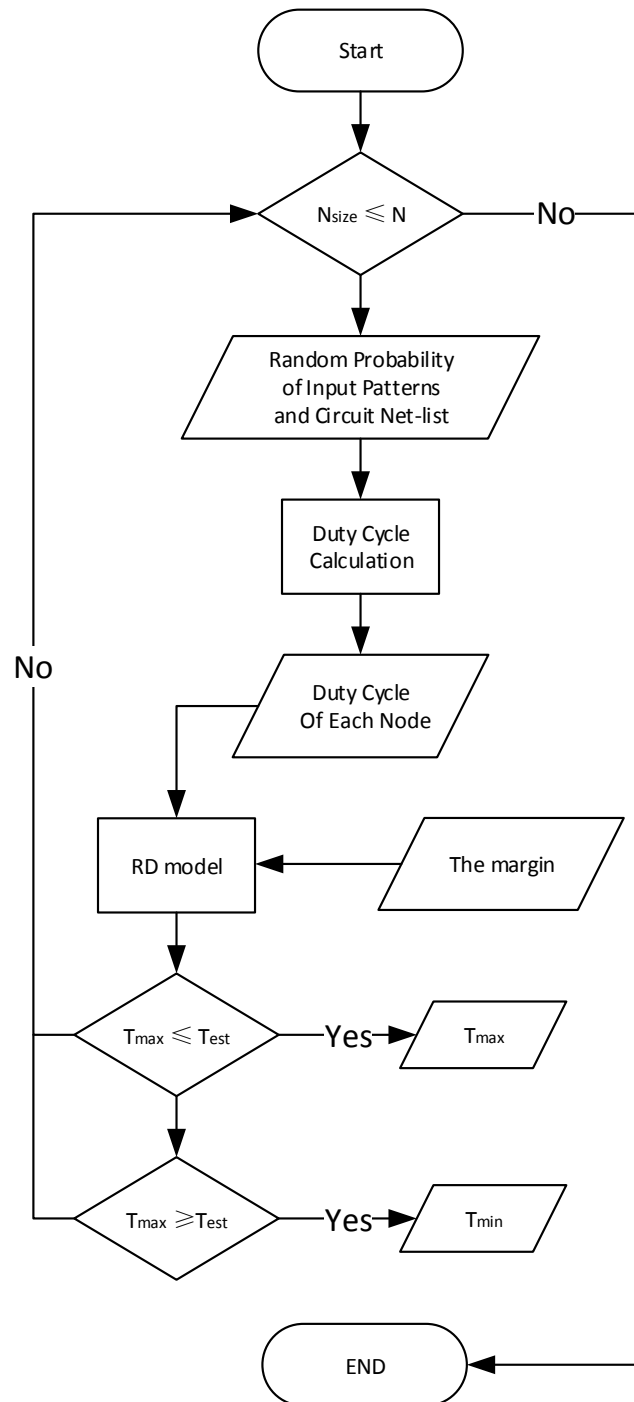 Start
Nsize ≤ N
No
Random Probability
of Input Patterns
and Circuit Net-list
Duty Cycle
Calculation
No
Duty Cycle
Of Each Node
RD model
The margin
Tmax ≤ Test
Yes
Tmax
Tmax ≥Test
Yes
Tmin
END